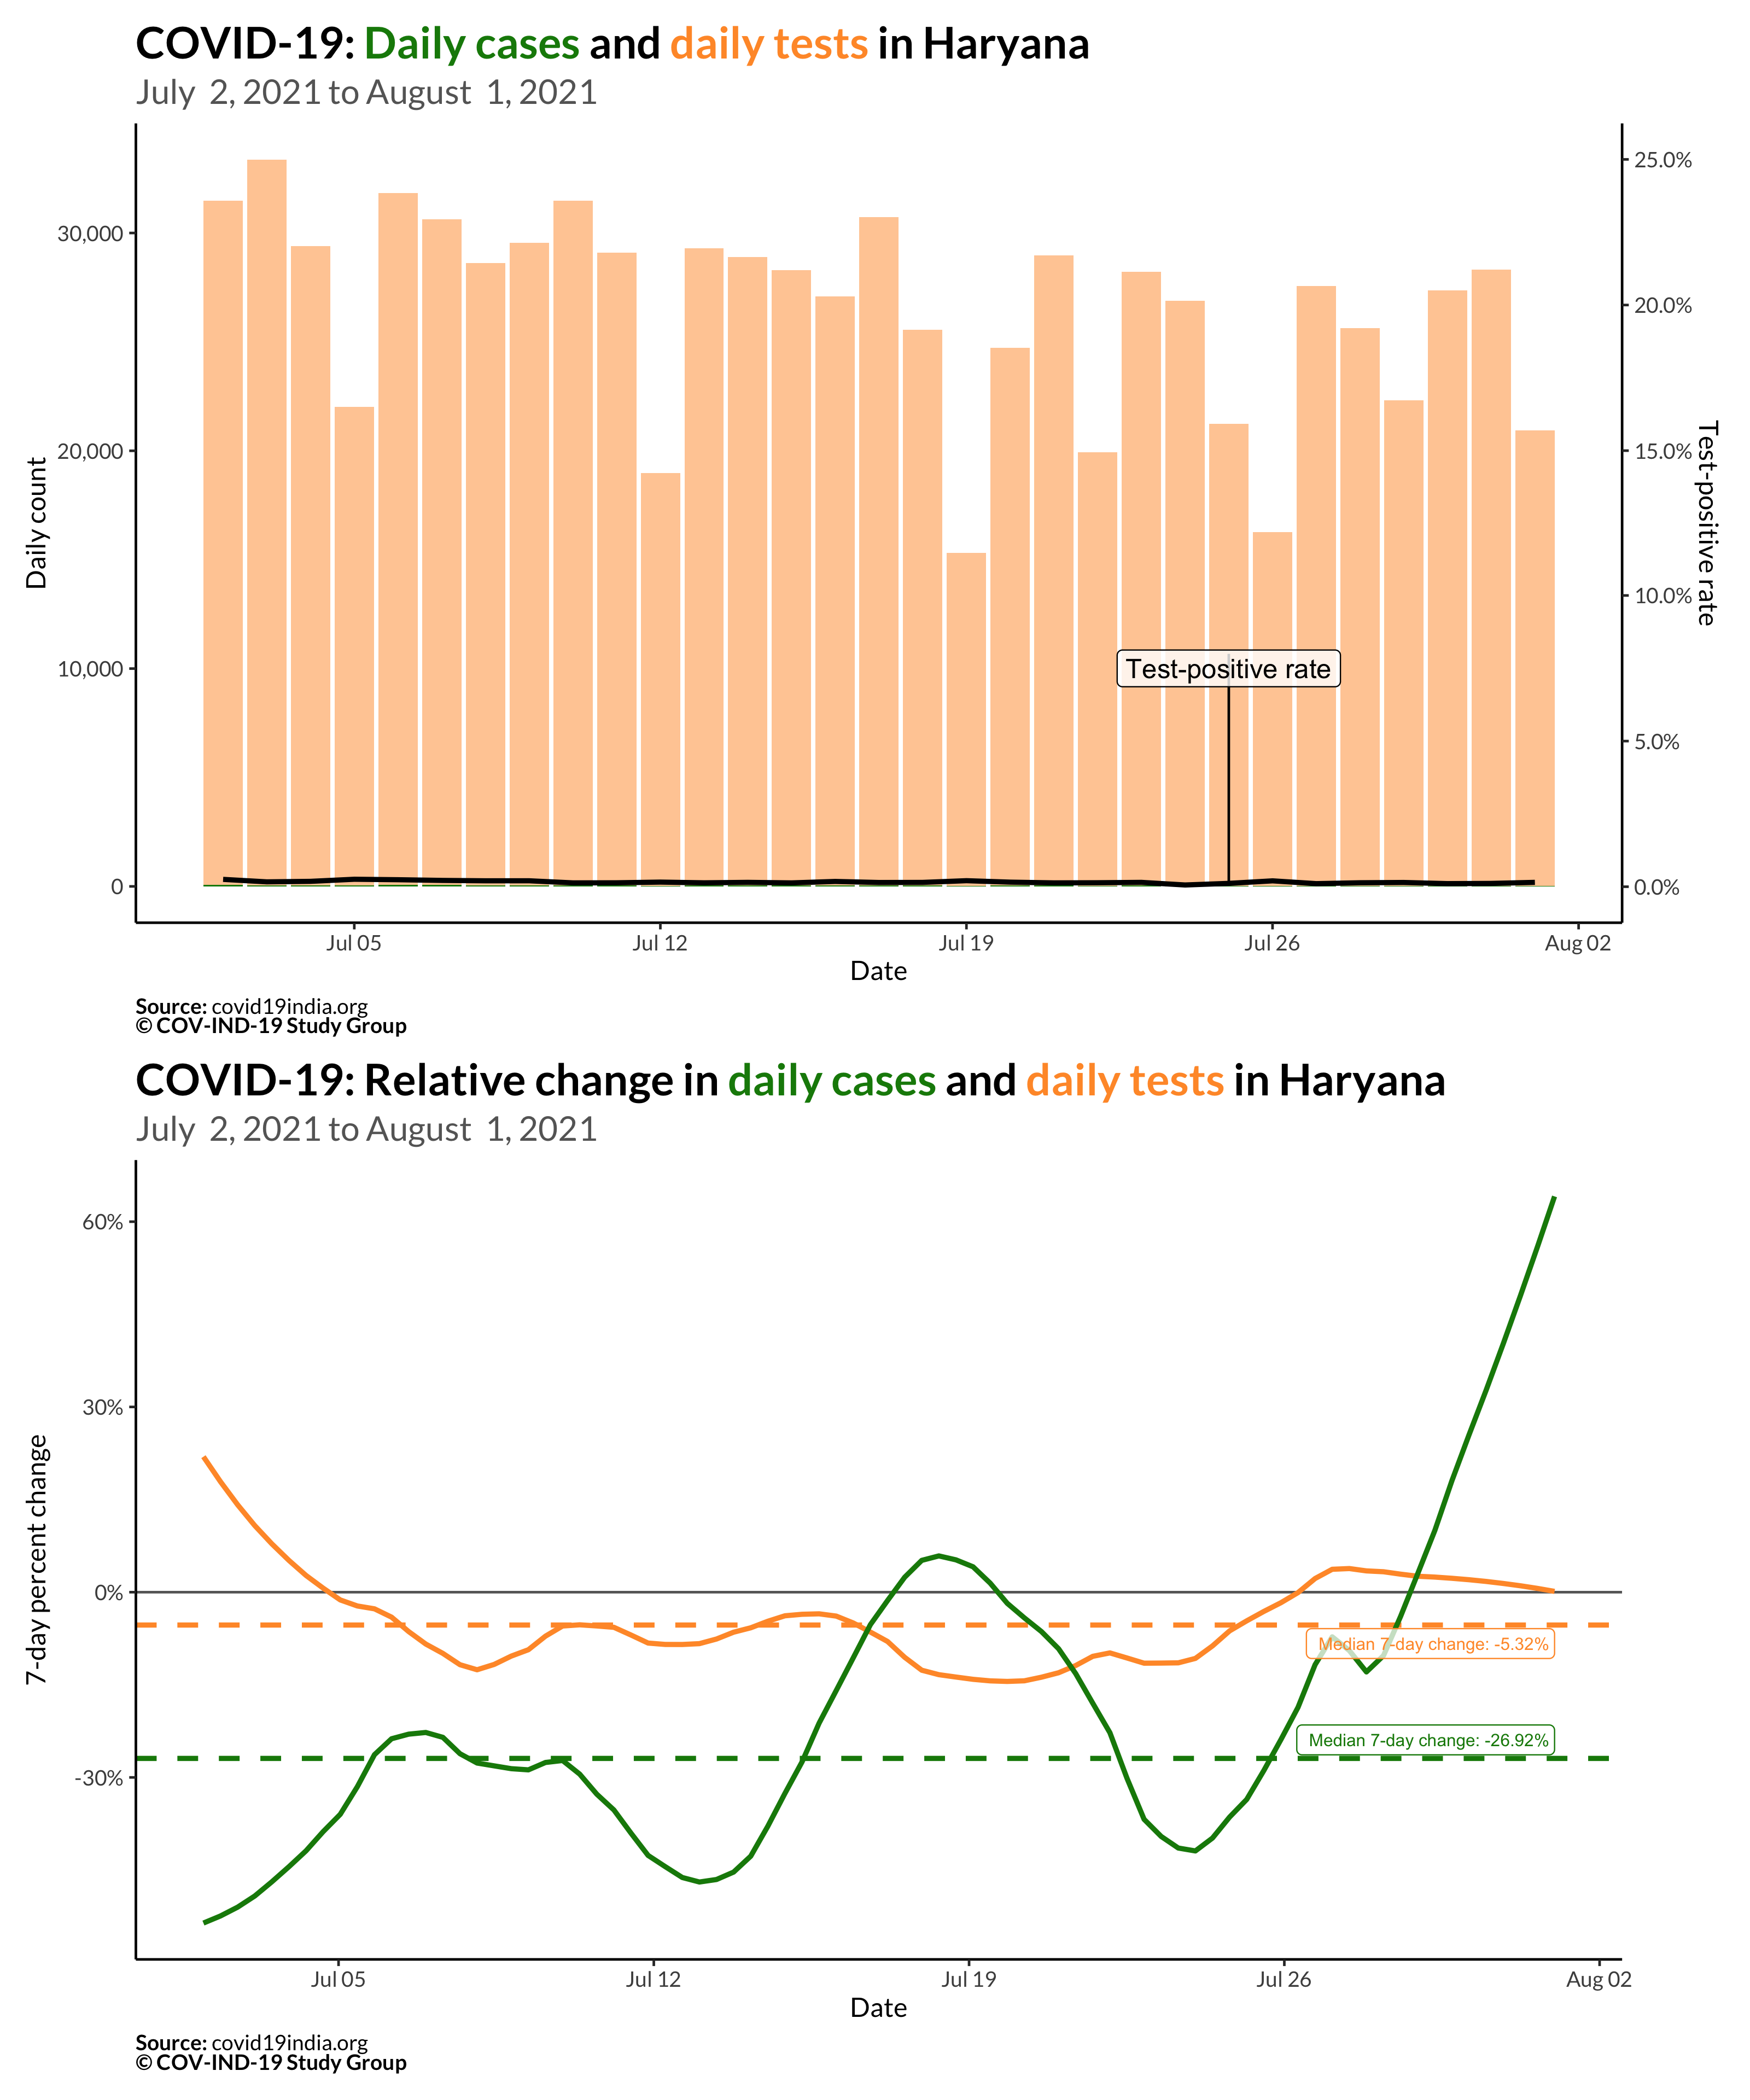 COVID-19: Daily cases and daily tests in Haryana
July 2, 2021 to August 1, 2021
30,000
20,000
10,000
0
Daily count
25.0%
20.0%
15.0%
10.0%
5.0%
0.0%
Test-positive rate
Test-positive rate
Jul 05
Jul 12
Jul 19
Jul 26
Aug 02
Date
Source: covid19india.org
© COV-IND-19 Study Group
COVID-19: Relative change in daily cases and daily tests in Haryana
July 2, 2021 to August 1, 2021
60%
30%
0%
-30%
7-day percent change
Median 7-day change: -5.32%
Median 7-day change: -26.92%
Jul 05
Jul 12
Jul 19
Jul 26
Aug 02
Date
Source: covid19india.org
© COV-IND-19 Study Group